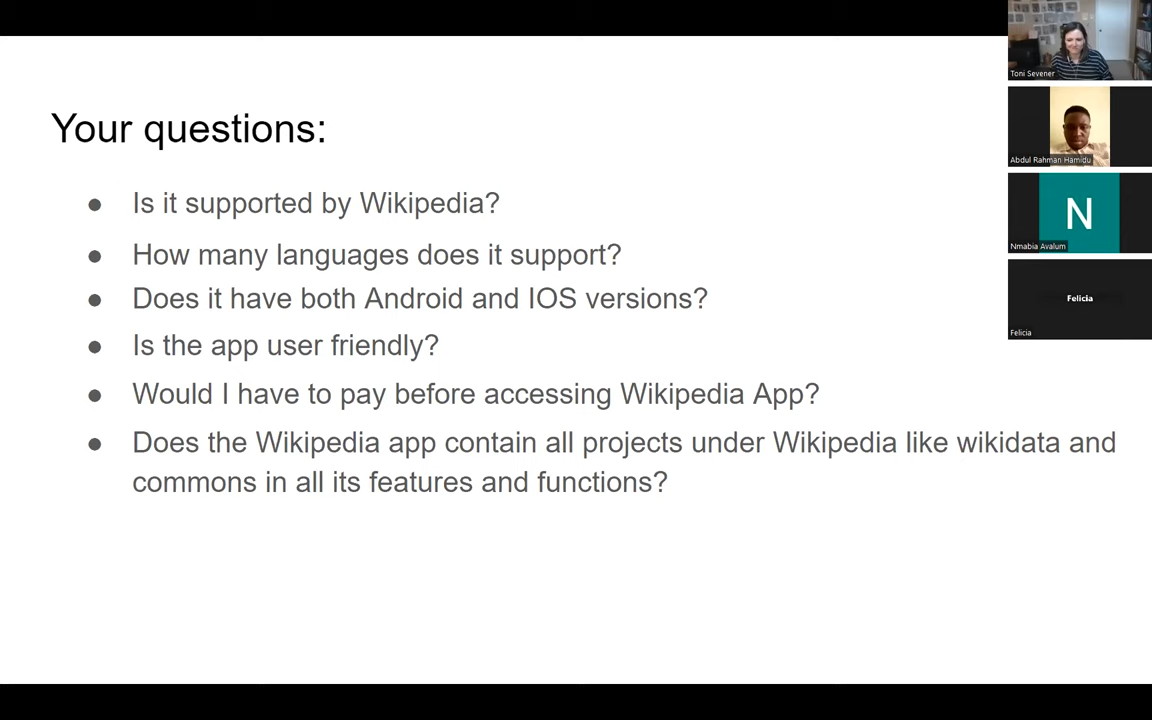 Your questions:
● Is it supported by Wikipedia?
● How many languages does it support?
● Does it have both Android and IOS versions?
● Is the app user friendly?
● Would I have to pay before accessing Wikipedia App?
● Does the Wikipedia app contain all projects under Wikipedia like wikidata and
commons in all its features and functions?
Toni Sevener
Abdul Rahman Hamidu
N
Nmabia Avalum
Felicia
Felicia